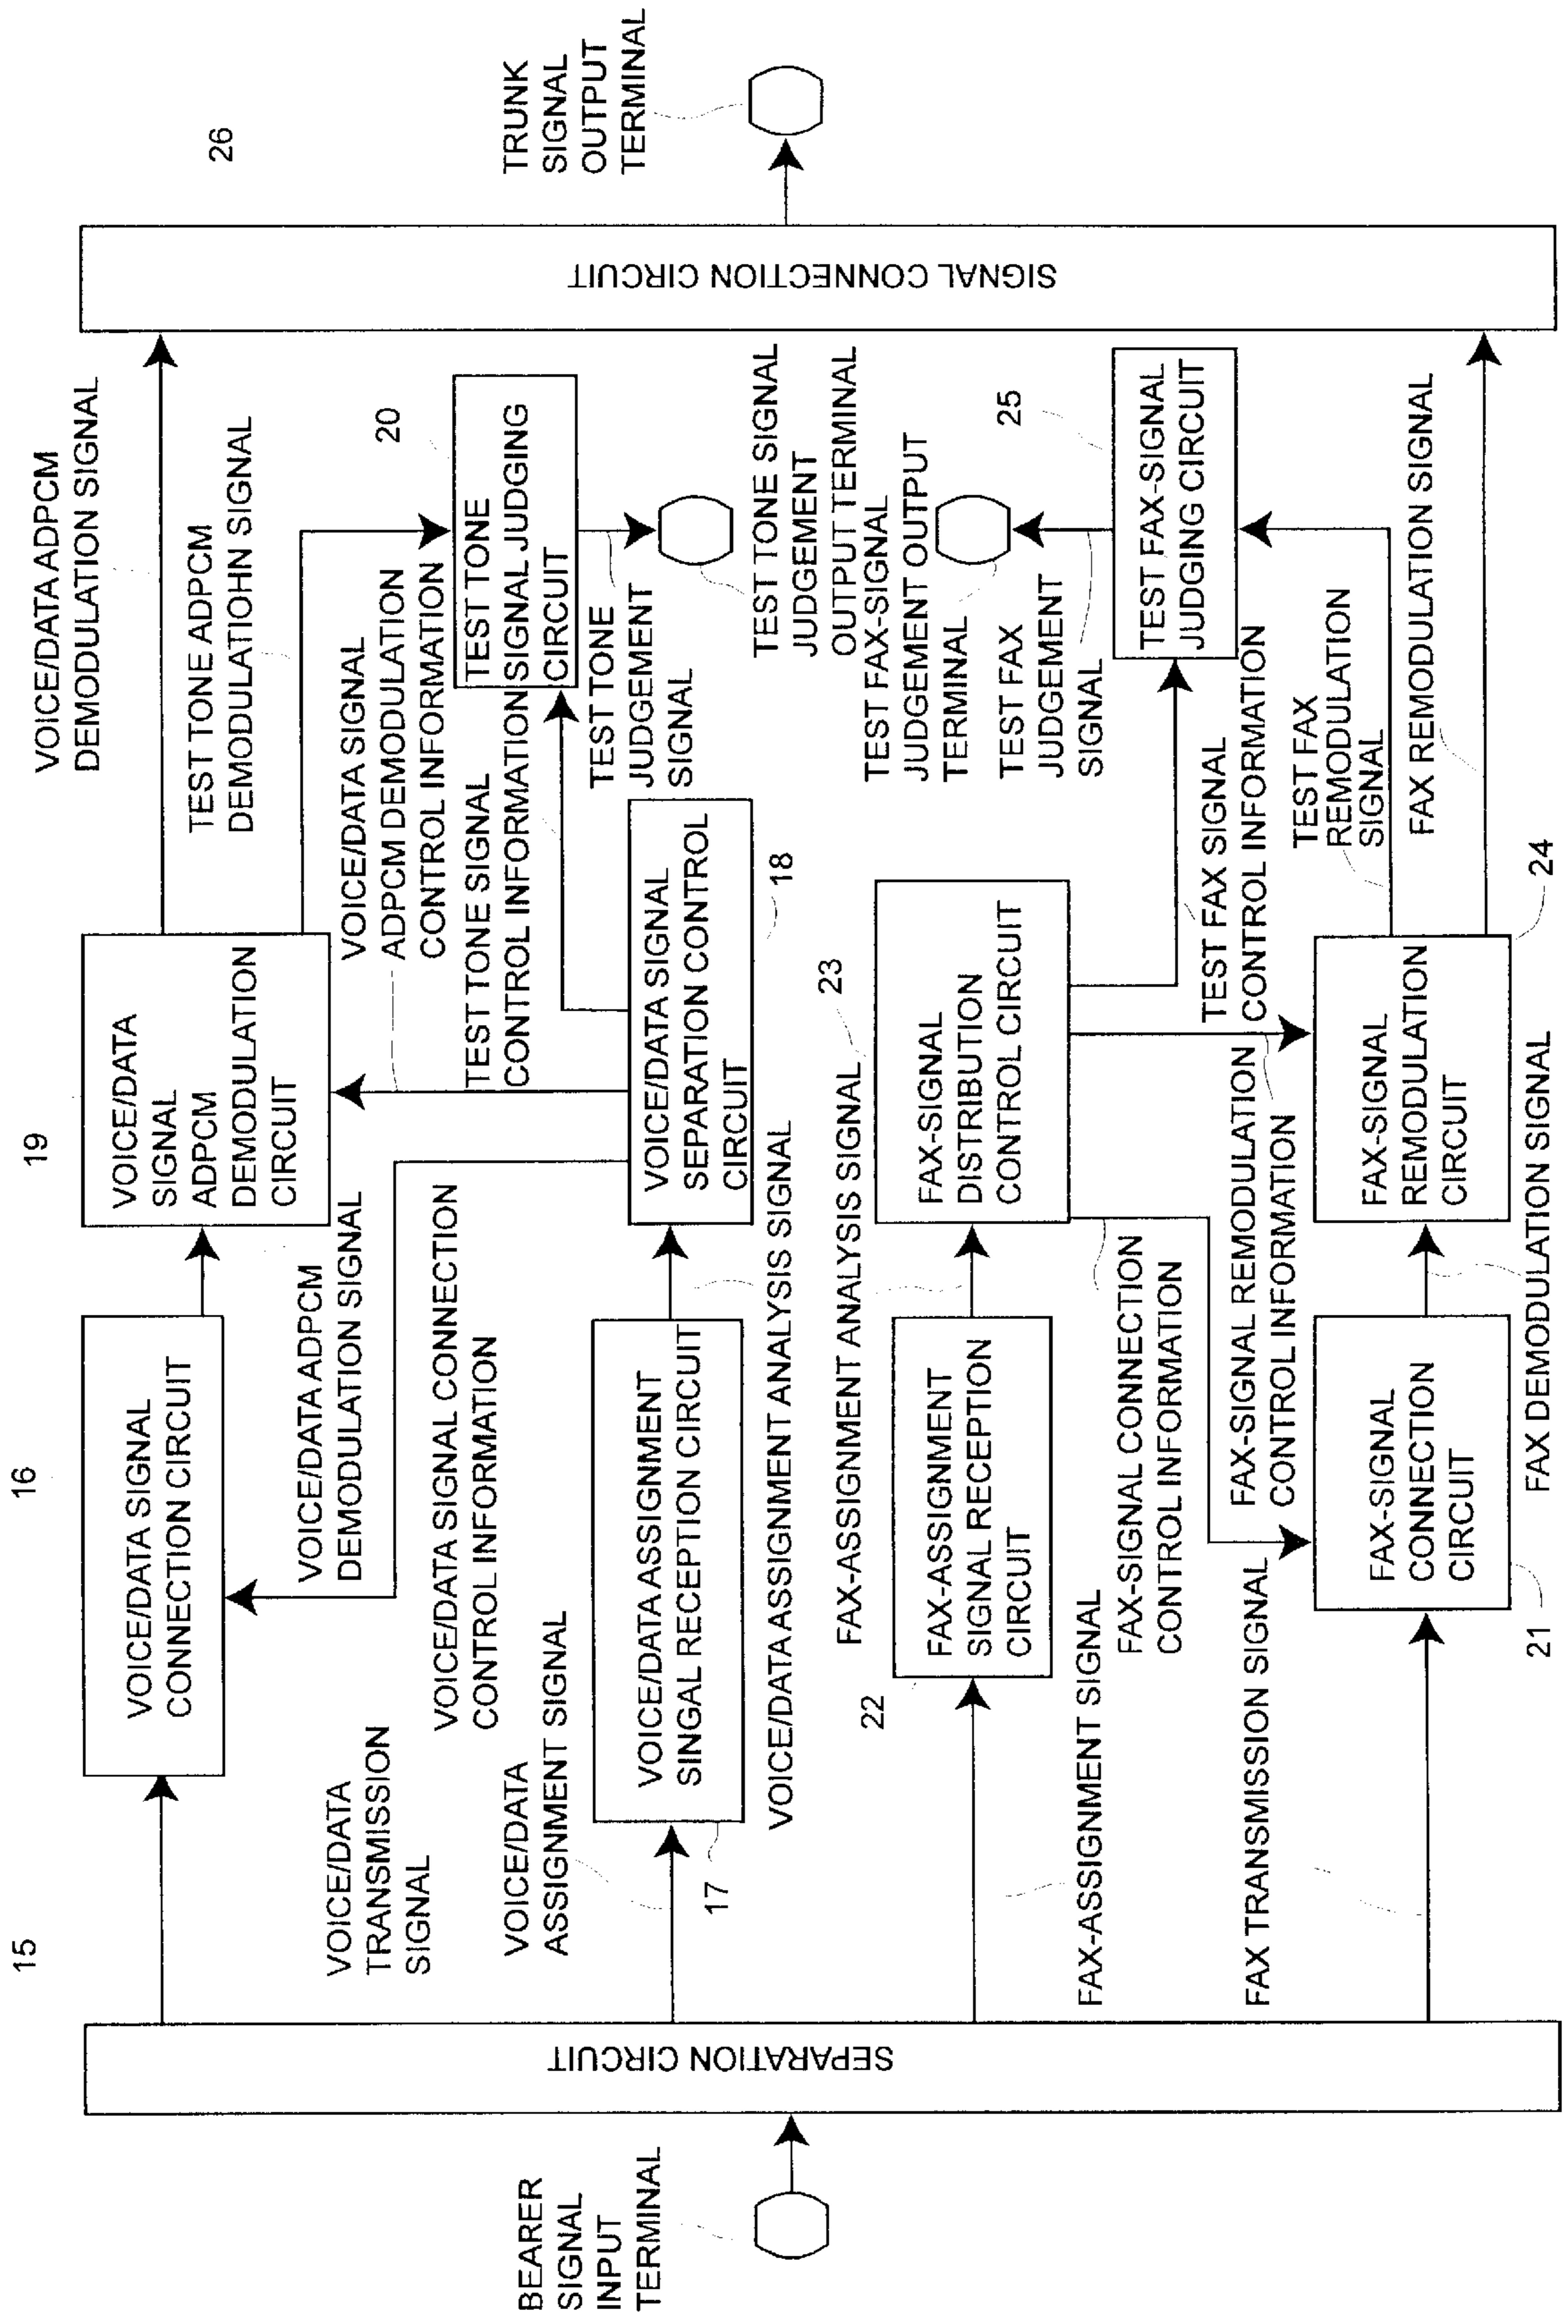 BEARER
SIGNAL
INPUT
TERMINAL
SEPARATION CIRCUIT
15
VOICE/DATA
TRANSMISSION
SIGNAL
VOICE/DATA
ASSIGNMENT SIGNAL
17
FAX-ASSIGNMENT SIGNAL
FAX TRANSMISSION SIGNAL
16
VOICE/DATA SIGNAL
CONNECTION CIRCUIT
VOICE/DATA ADPCM
DEMODULATION SIGNAL
VOICE/DATA SIGNAL CONNECTION
CONTROL INFORMATION
VOICE/DATA ASSIGNMENT
SINGAL RECEPTION CIRCUIT
VOICE/DATA ASSIGNMENT ANALYSIS SIGNAL
FAX-ASSIGNMENT ANALYSIS SIGNAL
22
FAX-ASSIGNMENT
SIGNAL RECEPTION
CIRCUIT
FAX-SIGNAL CONNECTION
CONTROL INFORMATION
FAX-SIGNAL REMODULATION
CONTROL INFORMATION
FAX-SIGNAL
CONNECTION
CIRCUIT
21
FAX DEMODULATION SIGNAL
19
VOICE/DATA
SIGNAL
ADPCM
DEMODULATION
CIRCUIT
VOICE/DATA SIGNAL
ADPCM DEMODULATION
CONTROL INFORMATION
TEST TONE SIGNAL
CONTROL INFORMATION
VOICE/DATA SIGNAL
SEPARATION CONTROL
CIRCUIT
18
23
FAX-SIGNAL
DISTRIBUTION
CONTROL CIRCUIT
TEST FAX SIGNAL
CONTROL INFORMATION
FAX-SIGNAL
REMODULATION
CIRCUIT
24
VOICE/DATA ADPCM
DEMODULATION SIGNAL
TEST TONE ADPCM
DEMODULATIOHN SIGNAL
20
TEST TONE
SIGNAL JUDGING
CIRCUIT
TEST TONE
JUDGEMENT
SIGNAL
TEST TONE SIGNAL
JUDGEMENT
OUTPUT TERMINAL
TEST FAX-SIGNAL
JUDGEMENT OUTPUT
TERMINAL
TEST FAX
JUDGEMENT
SIGNAL
25
TEST FAX-SIGNAL
JUDGING CIRCUIT
TEST FAX
REMODULATION
SIGNAL
FAX REMODULATION SIGNAL
26
SIGNAL CONNECTION CIRCUIT
TRUNK
SIGNAL
OUTPUT
TERMINAL